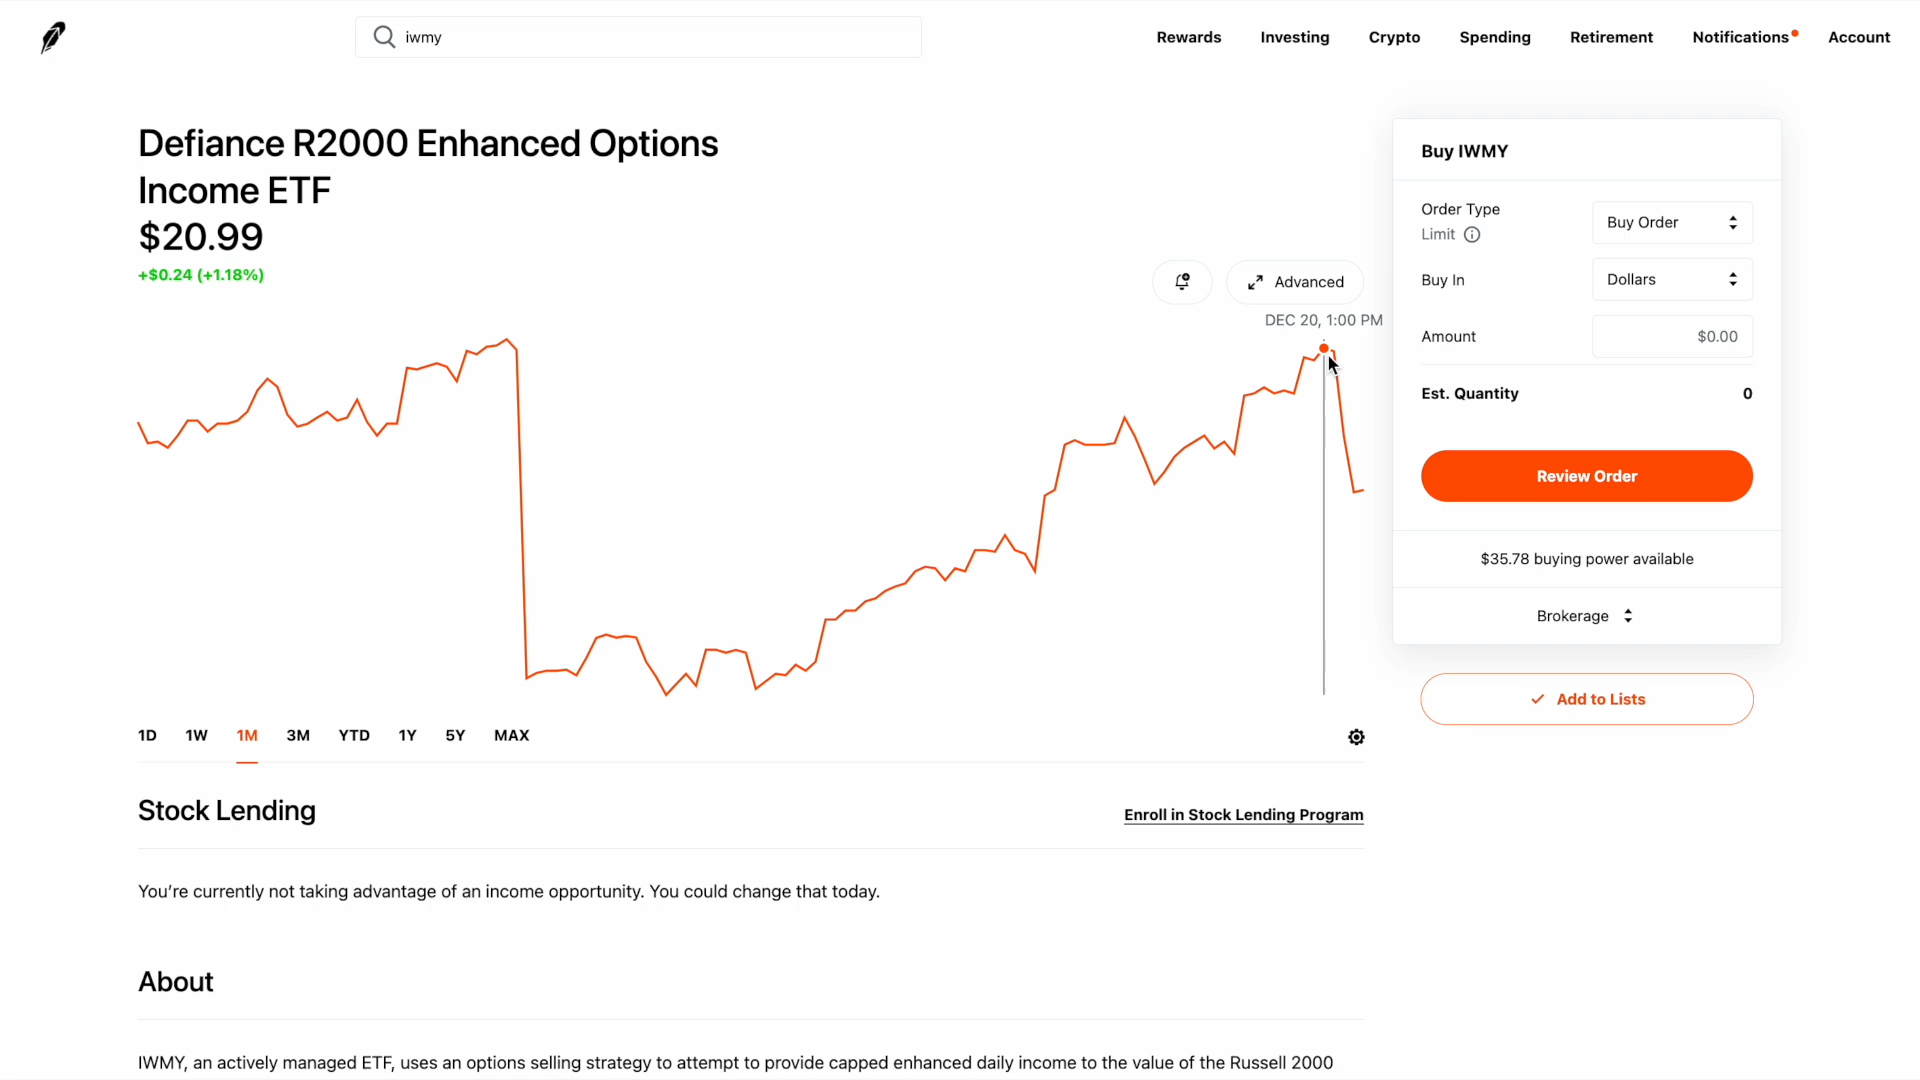 iwmy
Rewards
Investing
Crypto
Spending
Retirement
Notifications
Account
Defiance R2000 Enhanced Options
Income ETF
$20.99
+$0.24 (+1.18%)
Advanced
DEC 20, 1:00 PM
1D
1W
1M
3M
YTD
1Y
5Y
MAX
Buy IWMY
Order Type
Limit
Buy Order
Buy In
Dollars
Amount
$0.00
Est. Quantity
0
Review Order
$35.78 buying power available
Brokerage
Add to Lists
Stock Lending
Enroll in Stock Lending Program
You’re currently not taking advantage of an income opportunity. You could change that today.
About
IWMY, an actively managed ETF, uses an options selling strategy to attempt to provide capped enhanced daily income to the value of the Russell 2000